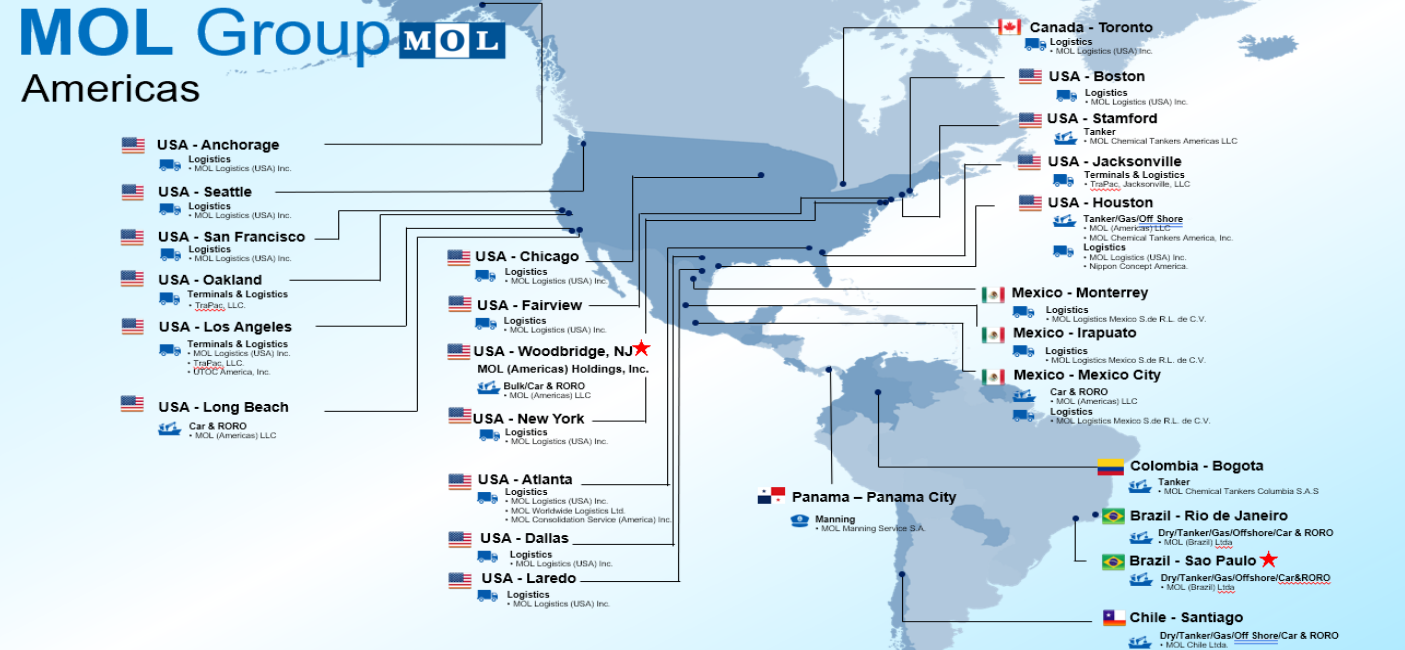 MOL Group MOL
Americas
USA - Anchorage
Logistics
• MOL Logistics (USA) Inc.
USA - Seattle
Logistics
• MOL Logistics (USA) Inc.
USA - San Francisco
Logistics
• MOL Logistics (USA) Inc.
USA - Oakland
Terminals & Logistics
• TraPac, LLC.
USA - Los Angeles
Terminals & Logistics
• MOL Logistics (USA) Inc.
• TraPac, LLC.
• UTOC America, Inc.
USA - Long Beach
Car & RORO
• MOL (Americas) LLC
USA - Chicago
Logistics
• MOL Logistics (USA) Inc.
USA - Fairview
Logistics
• MOL Logistics (USA) Inc.
USA - Woodbridge, NJ
MOL (Americas) Holdings, Inc.
Bulk/Car & RORO
• MOL (Americas) LLC
USA - New York
Logistics
• MOL Logistics (USA) Inc.
USA - Atlanta
Logistics
• MOL Logistics (USA) Inc.
• MOL Worldwide Logistics Ltd.
• MOL Consolidation Service (America) Inc.
USA - Dallas
Logistics
• MOL Logistics (USA) Inc.
USA - Laredo
Logistics
• MOL Logistics (USA) Inc.
Panama – Panama City
Manning
• MOL Manning Service S.A.
Canada - Toronto
Logistics
• MOL Logistics (USA) Inc.
USA - Boston
Logistics
• MOL Logistics (USA) Inc.
USA - Stamford
Tanker
• MOL Chemical Tankers Americas LLC
USA - Jacksonville
Terminals & Logistics
• TraPac, Jacksonville, LLC
USA - Houston
Tanker/Gas/Off Shore
• MOL (Americas) LLC
• MOL Chemical Tankers America, Inc.
Logistics
• MOL Logistics (USA) Inc.
• Nippon Concept America.
Mexico - Monterrey
Logistics
• MOL Logistics Mexico S.de R.L. de C.V.
Mexico - Irapuato
Logistics
• MOL Logistics Mexico S.de R.L. de C.V.
Mexico - Mexico City
Car & RORO
• MOL (Americas) LLC
Logistics
• MOL Logistics Mexico S.de R.L. de C.V.
Colombia - Bogota
Tanker
• MOL Chemical Tankers Columbia S.A.S
Brazil - Rio de Janeiro
Dry/Tanker/Gas/Offshore/Car & RORO
• MOL (Brazil) Ltda
Brazil - Sao Paulo
Dry/Tanker/Gas/Offshore/Car&RORO
• MOL (Brazil) Ltda
Chile - Santiago
Dry/Tanker/Gas/Off Shore/Car & RORO
• MOL Chile Ltda.